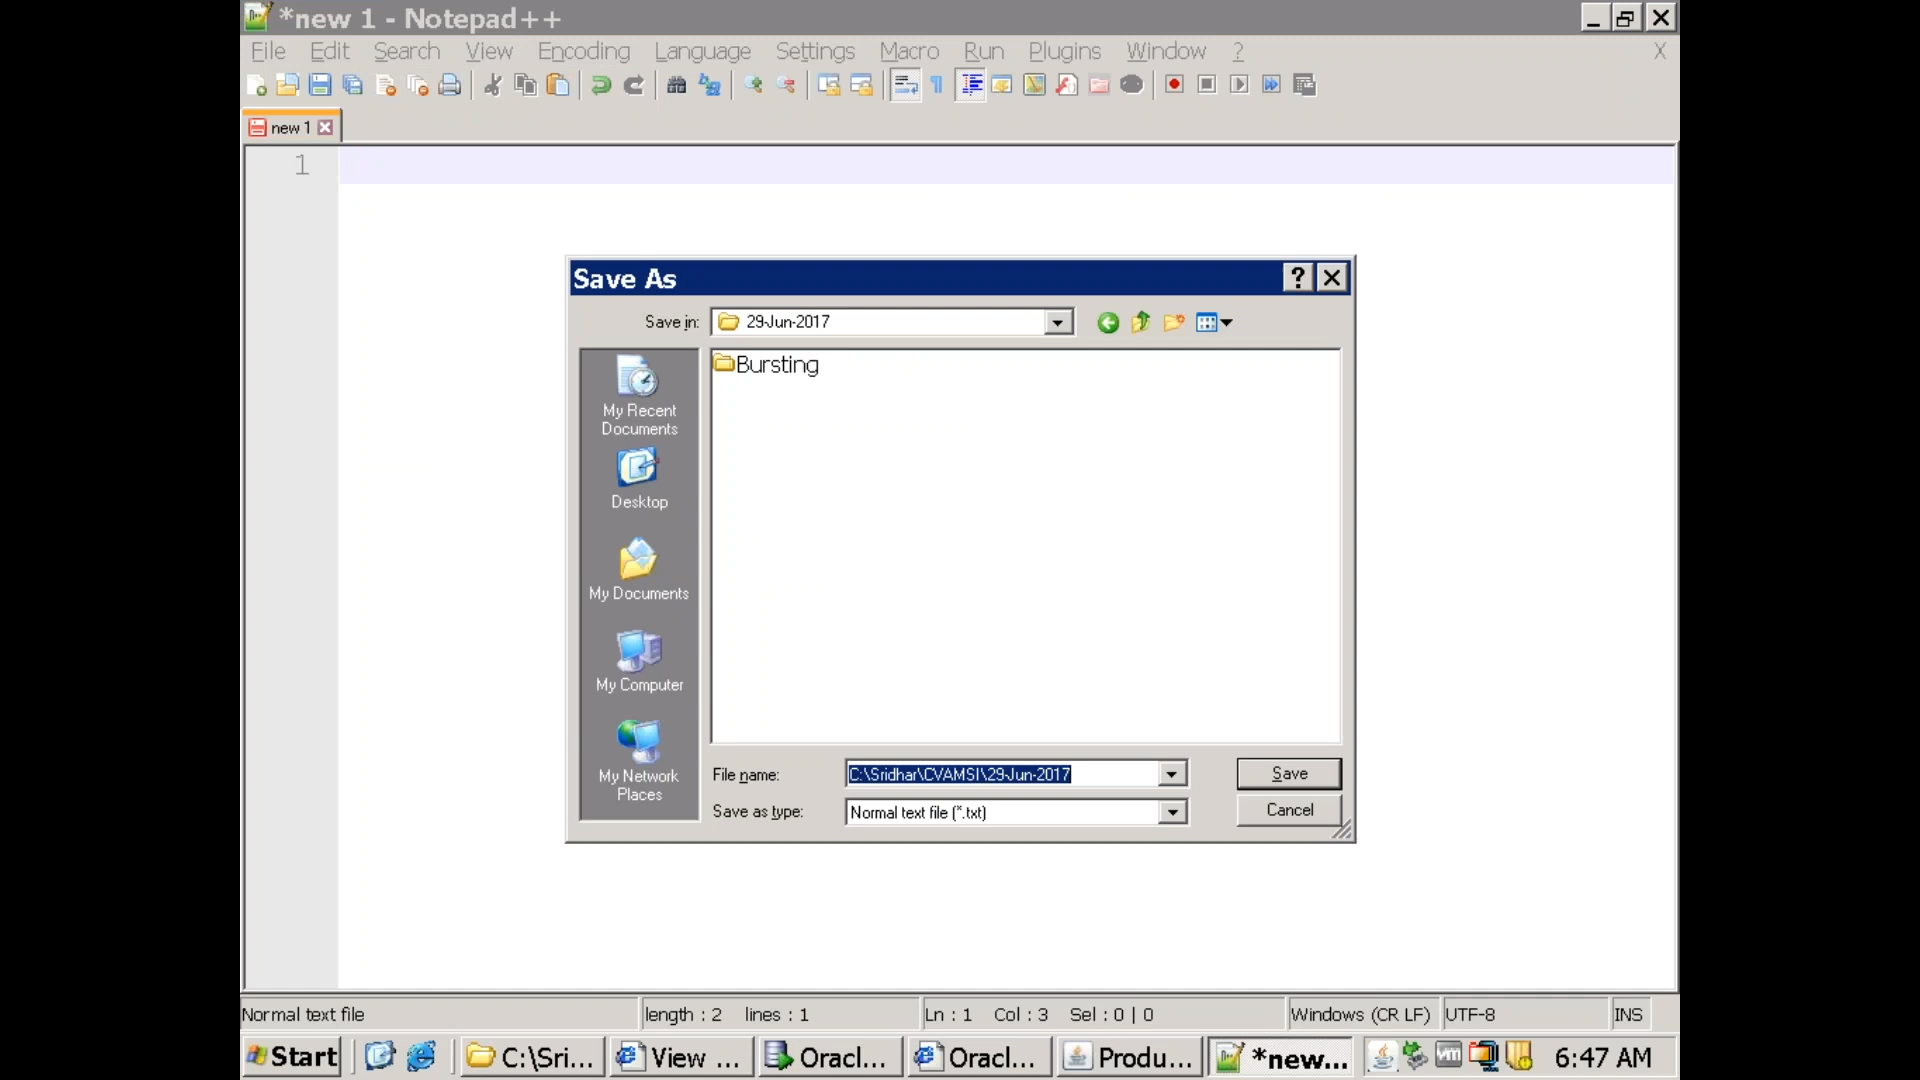 *new 1 - Notepad++
File Edit Search View Encoding Language Settings Macro Run Plugins Window ? X
new 1
1
Save As
Save in: 29-Jun-2017
Bursting
My Recent
Documents
Desktop
My Documents
My Computer
My Network
Places
File name: C:\Sridhar\CVAMSI\29-Jun-2017 Save
Save as type: Normal text file (*.txt) Cancel
Normal text file length : 2 lines : 1 Ln : 1 Col : 3 Sel : 0 | 0 Windows (CR LF) UTF-8 INS
Start C:\Sri... View ... Oracl... Oracl... Produ... *new... 6:47 AM